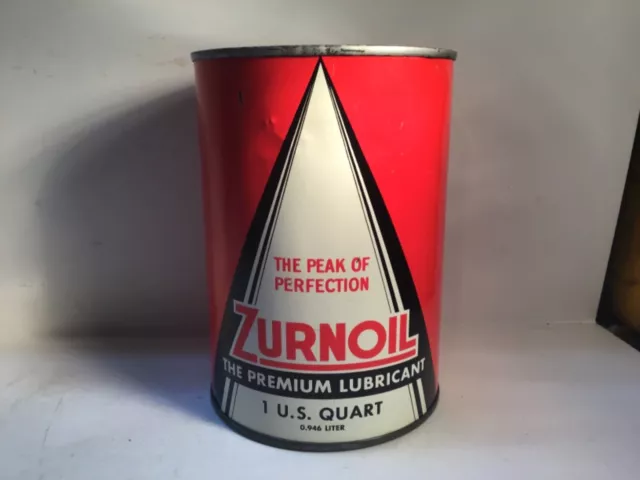 THE PEAK OF
PERFECTION
ZURNOIL
THE PREMIUM LUBRICANT
1 U.S. QUART
0.946 LITER